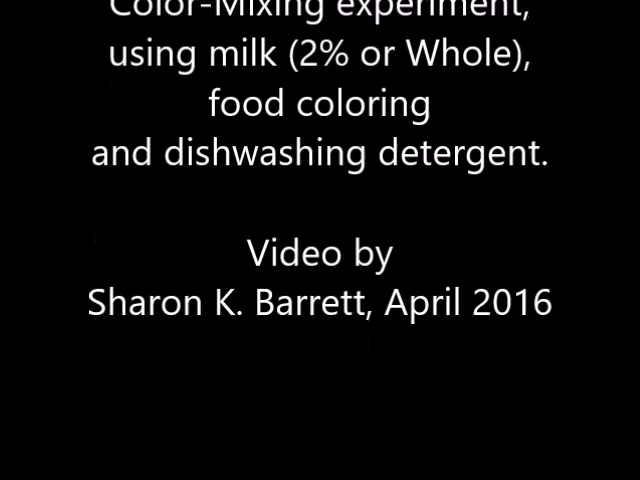 Color-Mixing experiment,
using milk (2% or Whole),
food coloring
and dishwashing detergent.
Video by
Sharon K. Barrett, April 2016